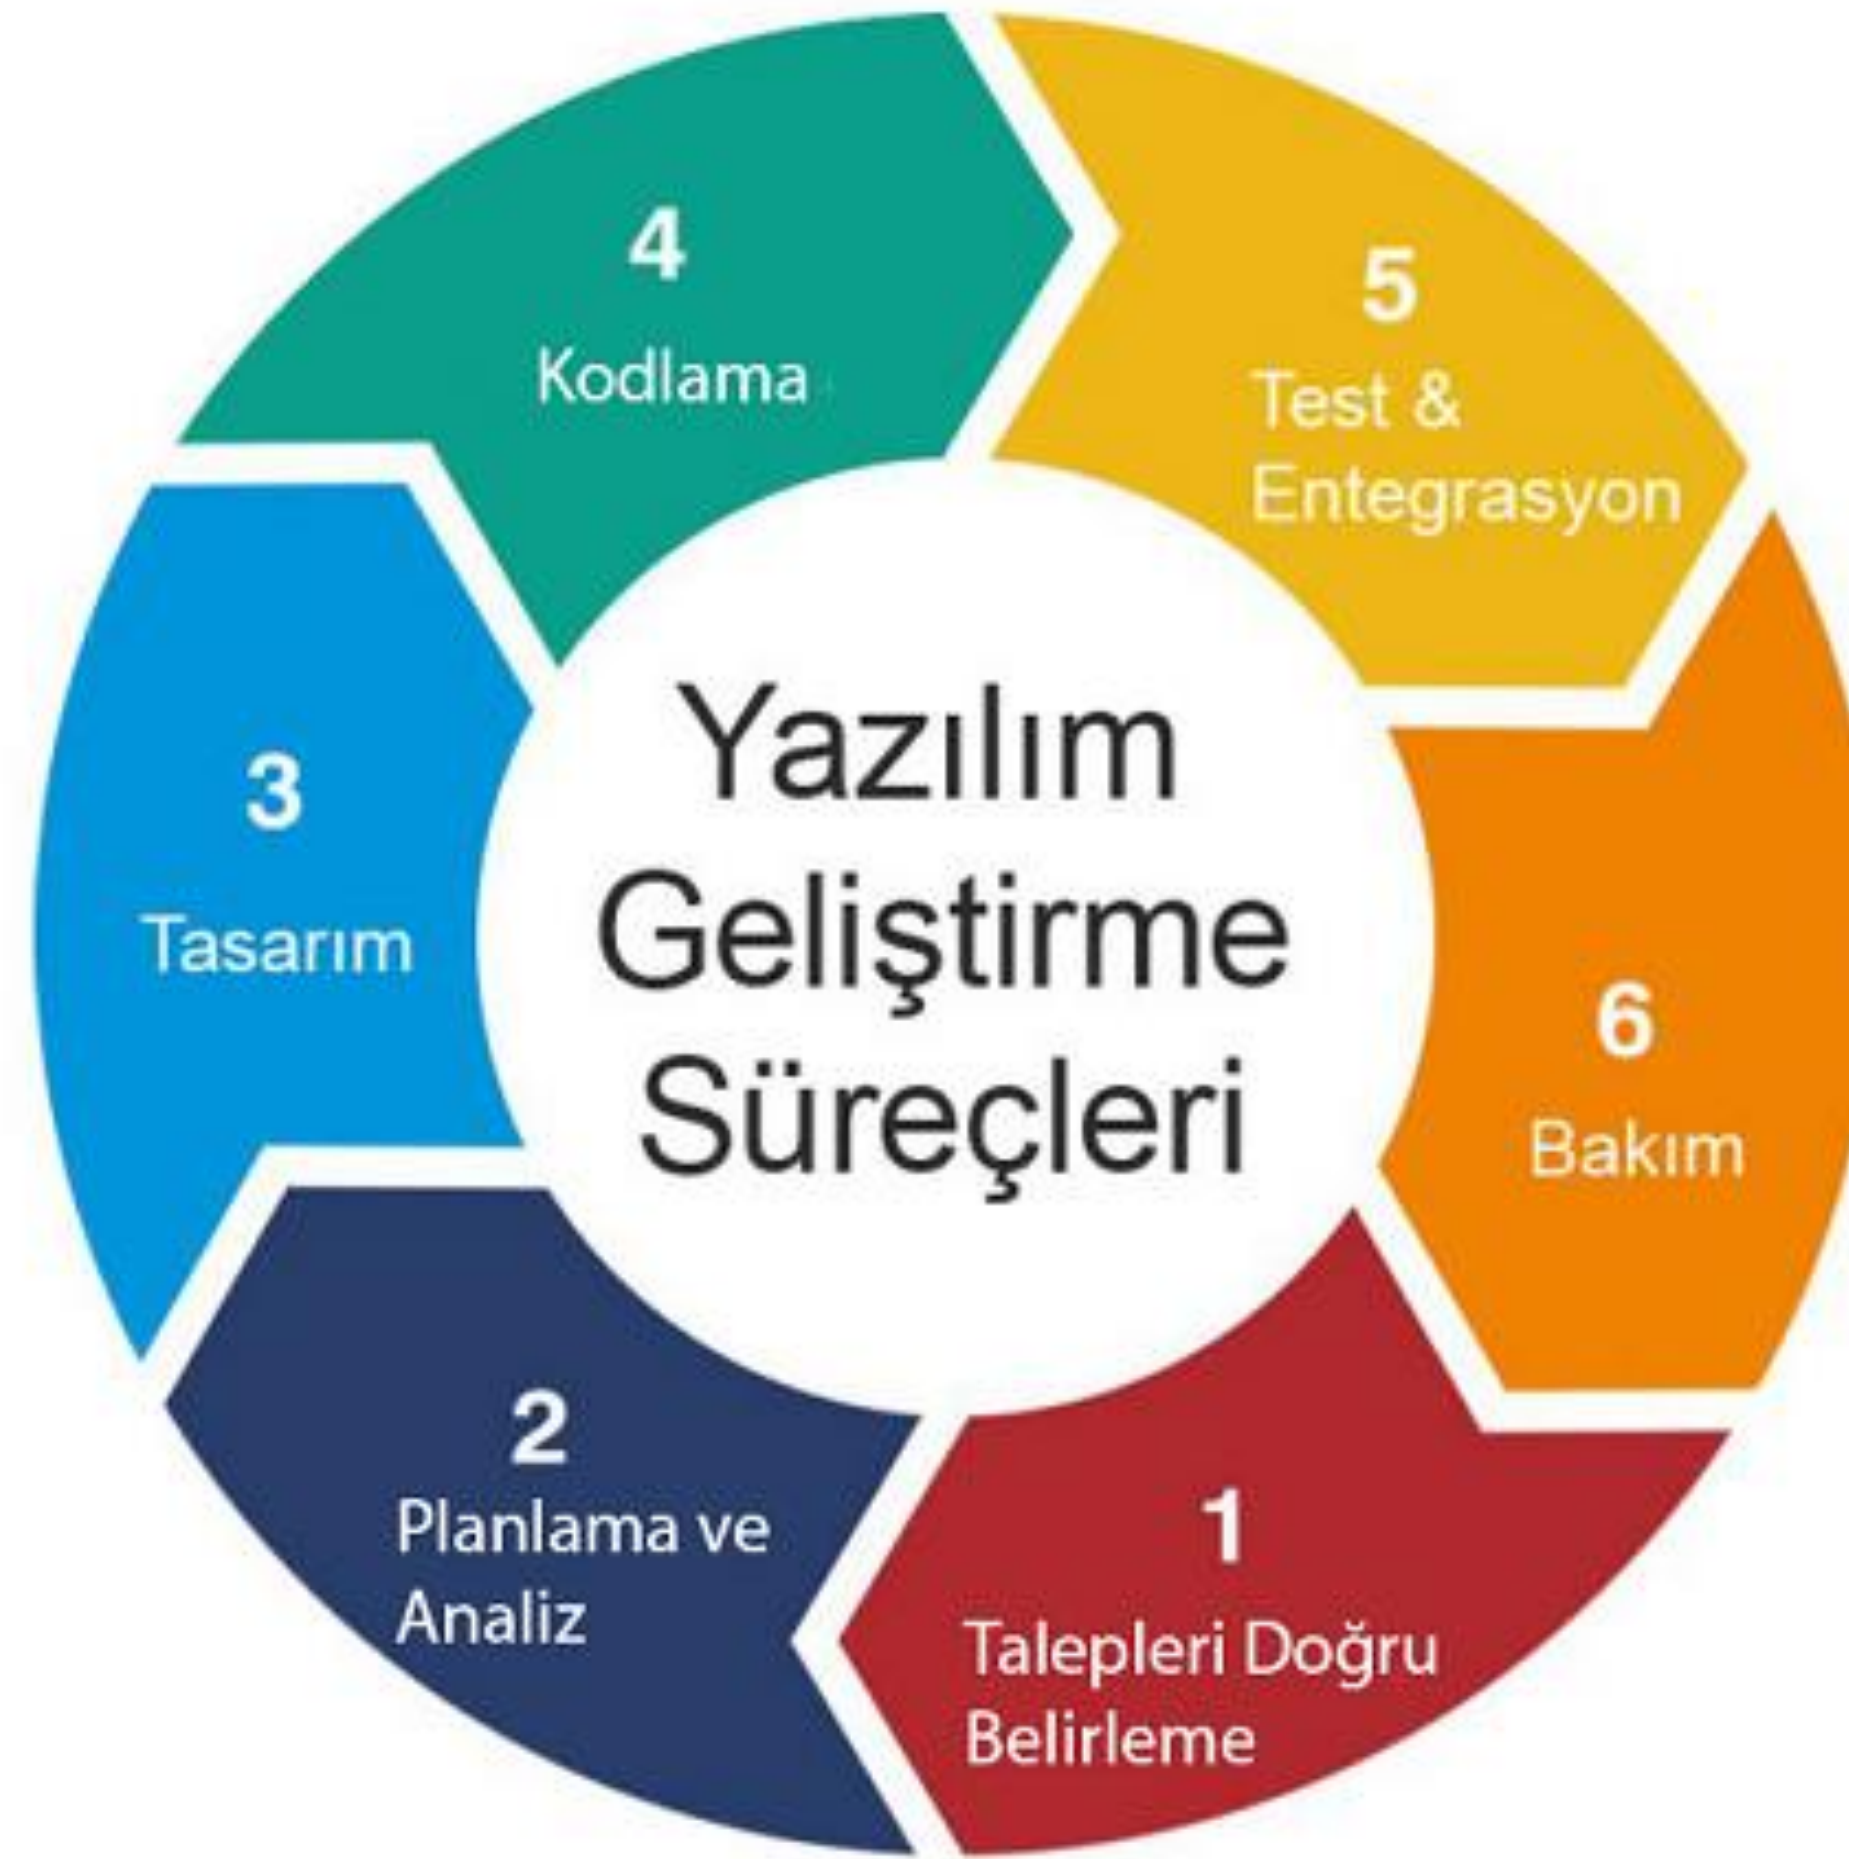 Yazılım
Geliştirme
Süreçleri
1
Talepleri Doğru
Belirleme
2
Planlama ve
Analiz
3
Tasarım
4
Kodlama
5
Test &
Entegrasyon
6
Bakım